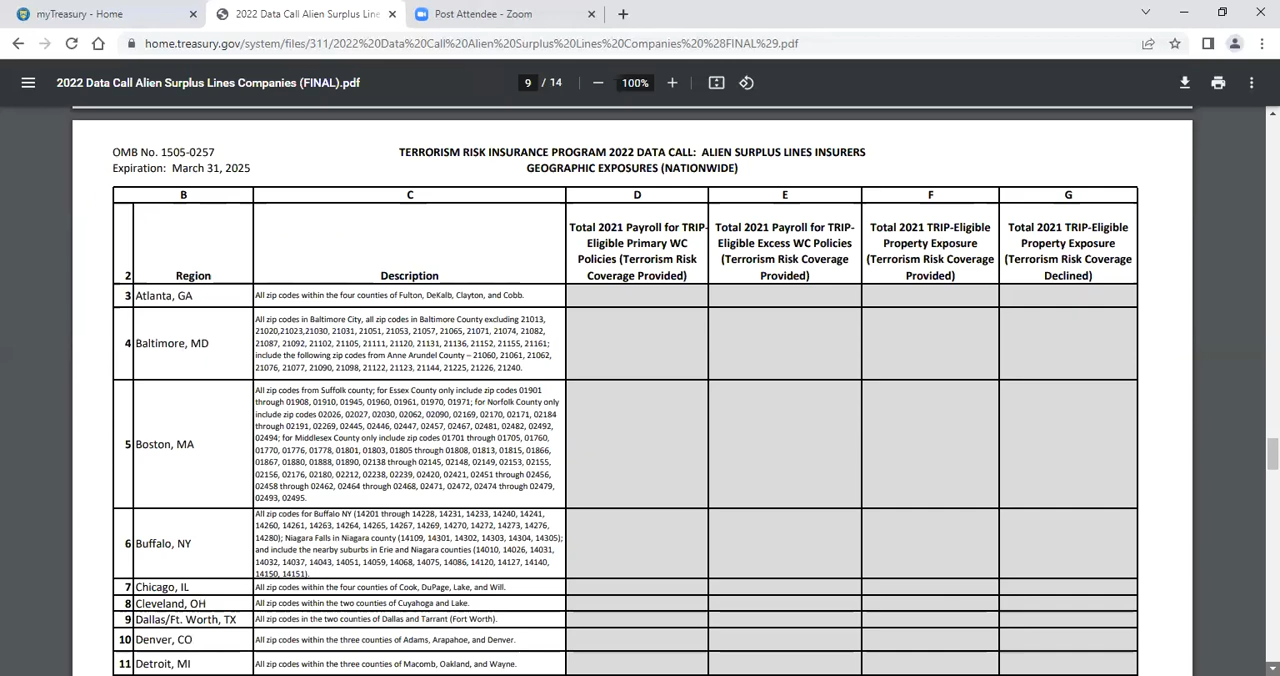 myTreasury - Home
2022 Data Call Alien Surplus Line
Post Attendee - Zoom
home.treasury.gov/system/files/311/2022%20Data%20Call%20Alien%20Surplus%20Lines%20Companies%20%28FINAL%29.pdf
2022 Data Call Alien Surplus Lines Companies (FINAL).pdf
9 / 14
100%
OMB No. 1505-0257
Expiration: March 31, 2025
TERRORISM RISK INSURANCE PROGRAM 2022 DATA CALL: ALIEN SURPLUS LINES INSURERS
GEOGRAPHIC EXPOSURES (NATIONWIDE)
B C D E F G
2
Region
Description
Total 2021 Payroll for TRIP-
Eligible Primary WC
Policies (Terrorism Risk
Coverage Provided)
Total 2021 Payroll for TRIP-
Eligible Excess WC Policies
(Terrorism Risk Coverage
Provided)
Total 2021 TRIP-Eligible
Property Exposure
(Terrorism Risk Coverage
Provided)
Total 2021 TRIP-Eligible
Property Exposure
(Terrorism Risk Coverage
Declined)
3 Atlanta, GA
All zip codes within the four counties of Fulton, DeKalb, Clayton, and Cobb.
4 Baltimore, MD
All zip codes in Baltimore City, all zip codes in Baltimore County excluding 21013,
21020,21023,21030, 21031, 21051, 21053, 21057, 21065, 21071, 21074, 21082,
21087, 21092, 21102, 21105, 21111, 21120, 21131, 21136, 21152, 21155, 21161;
include the following zip codes from Anne Arundel County – 21060, 21061, 21062,
21076, 21077, 21090, 21098, 21122, 21123, 21144, 21225, 21226, 21240.
5 Boston, MA
All zip codes from Suffolk county; for Essex County only include zip codes 01901
through 01908, 01910, 01945, 01960, 01961, 01970, 01971; for Norfolk County only
include zip codes 02026, 02027, 02030, 02062, 02090, 02169, 02170, 02171, 02184
through 02191, 02269, 02445, 02446, 02447, 02457, 02467, 02481, 02482, 02492,
02494; for Middlesex County only include zip codes 01701 through 01705, 01760,
01770, 01776, 01778, 01801, 01803, 01805 through 01808, 01813, 01815, 01866,
01867, 01880, 01888, 01890, 02138 through 02145, 02148, 02149, 02153, 02155,
02156, 02176, 02180, 02212, 02238, 02239, 02420, 02421, 02451 through 02456,
02458 through 02462, 02464 through 02468, 02471, 02472, 02474 through 02479,
02493, 02495.
6 Buffalo, NY
All zip codes for Buffalo NY (14201 through 14228, 14231, 14233, 14240, 14241,
14260, 14261, 14263, 14264, 14265, 14267, 14269, 14270, 14272, 14273, 14276,
14280); Niagara Falls in Niagara county (14109, 14301, 14302, 14303, 14304, 14305);
and include the nearby suburbs in Erie and Niagara counties (14010, 14026, 14031,
14032, 14037, 14043, 14051, 14059, 14068, 14075, 14086, 14120, 14127, 14140,
14150, 14151).
7 Chicago, IL
All zip codes within the four counties of Cook, DuPage, Lake, and Will.
8 Cleveland, OH
All zip codes within the two counties of Cuyahoga and Lake.
9 Dallas/Ft. Worth, TX
All zip codes in the two counties of Dallas and Tarrant (Fort Worth).
10 Denver, CO
All zip codes within the three counties of Adams, Arapahoe, and Denver.
11 Detroit, MI
All zip codes within the three counties of Macomb, Oakland, and Wayne.